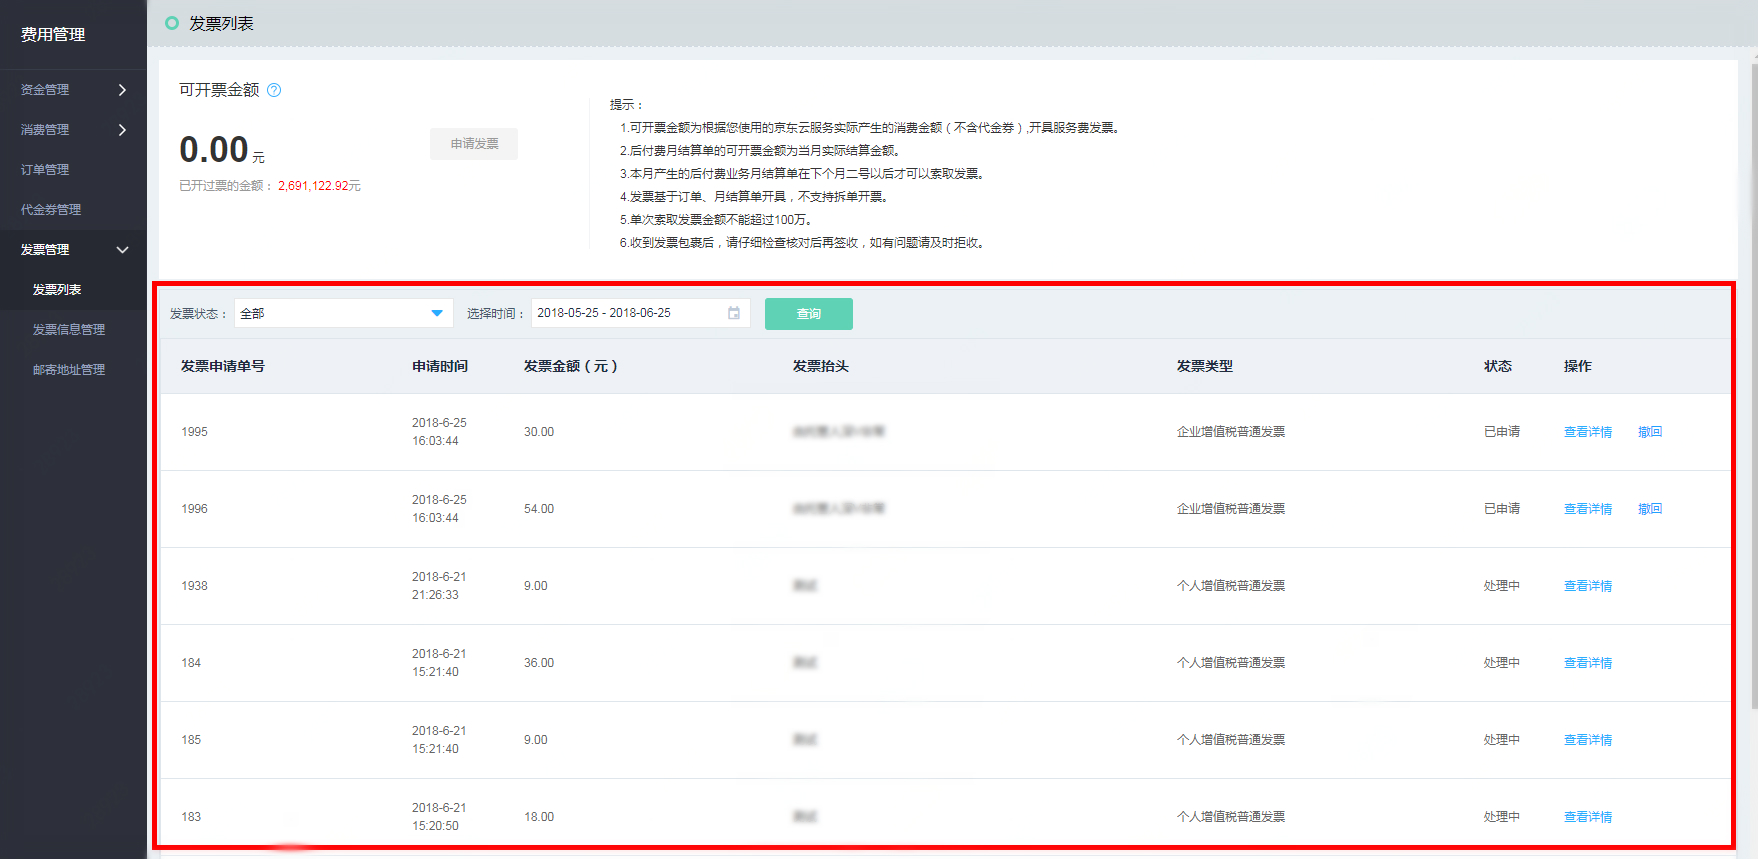 费用管理
资金管理
消费管理
订单管理
代金券管理
发票管理
发票列表
发票信息管理
邮寄地址管理
发票列表
可开票金额 ?
0.00 元
申请发票
已开过票的金额： 2,691,122.92元
提示：
1.可开票金额为根据您使用的京东云服务实际产生的消费金额（不含代金券）,开具服务费发票。
2.后付费月结算单的可开票金额为当月实际结算金额。
3.本月产生的后付费业务月结算单在下个月二号以后才可以索取发票。
4.发票基于订单、月结算单开具，不支持拆单开票。
5.单次索取发票金额不能超过100万。
6.收到发票包裹后，请仔细检查核对后再签收，如有问题请及时拒收。
发票状态： 全部 选择时间： 2018-05-25 - 2018-06-25 查询
发票申请单号 申请时间 发票金额（元） 发票抬头 发票类型 状态 操作
1995 2018-6-25 16:03:44 30.00 企业增值税普通发票 已申请 查看详情 撤回
1996 2018-6-25 16:03:44 54.00 企业增值税普通发票 已申请 查看详情 撤回
1938 2018-6-21 21:26:33 9.00 个人增值税普通发票 处理中 查看详情
184 2018-6-21 15:21:40 36.00 个人增值税普通发票 处理中 查看详情
185 2018-6-21 15:21:40 9.00 个人增值税普通发票 处理中 查看详情
183 2018-6-21 15:20:50 18.00 个人增值税普通发票 处理中 查看详情